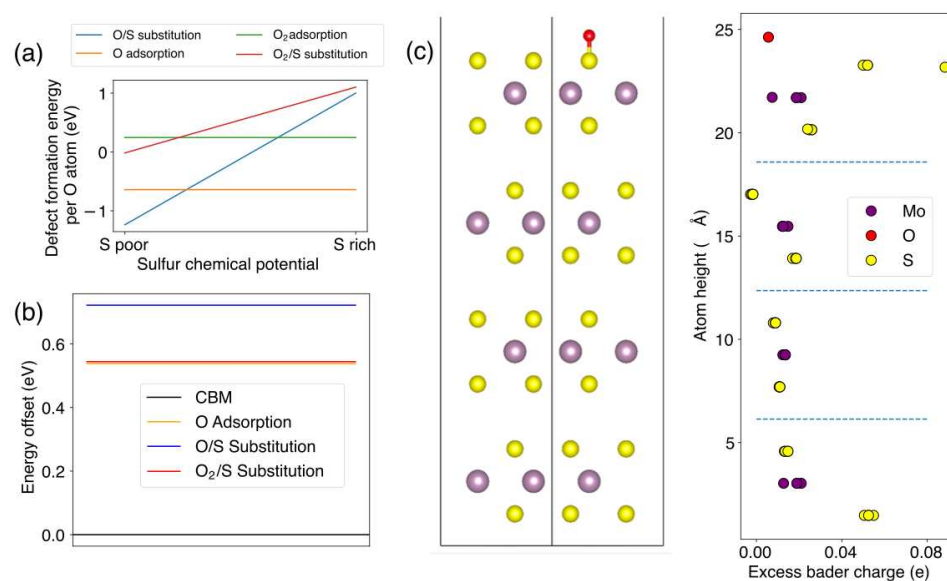 (a)
O/S substitution
O₂ adsorption
O adsorption
O₂/S substitution
Defect formation energy
per O atom (eV)
1
0
−1
S poor
S rich
Sulfur chemical potential
(b)
0.6
0.4
0.2
0.0
Energy offset (eV)
CBM
O Adsorption
O/S Substitution
O₂/S Substitution
(c)
25
20
15
10
5
Atom height ( Å)
Mo
O
S
0.00
0.04
0.08
Excess bader charge (e)